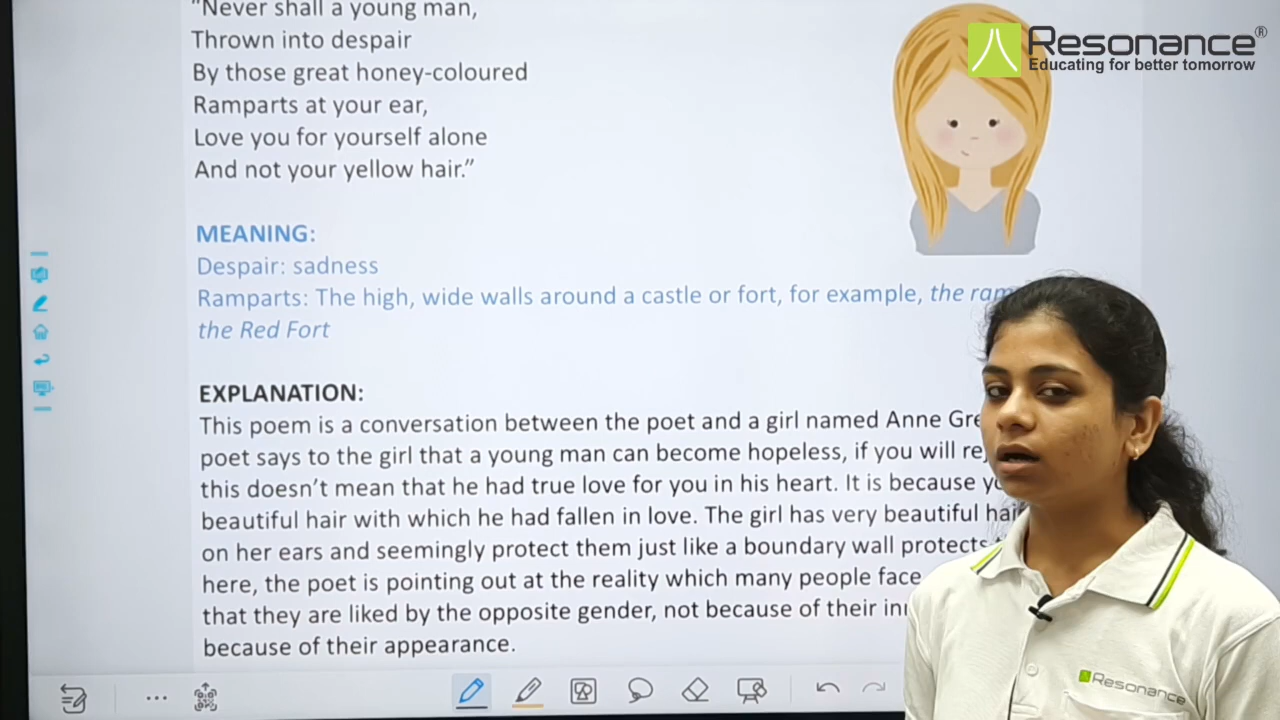 "Never shall a young man,
Thrown into despair
By those great honey-coloured
Ramparts at your ear,
Love you for yourself alone
And not your yellow hair."
Resonance®
Educating for better tomorrow
MEANING:
Despair: sadness
Ramparts: The high, wide walls around a castle or fort, for example, the
the Red Fort
EXPLANATION:
This poem is a conversation between the poet and a girl named Anne
poet says to the girl that a young man can become hopeless, if you will
this doesn't mean that he had true love for you in his heart. It is because
beautiful hair with which he had fallen in love. The girl has very beautiful
on her ears and seemingly protect them just like a boundary wall protects
here, the poet is pointing out at the reality which many people face
that they are liked by the opposite gender, not because of their
because of their appearance.
Resonance